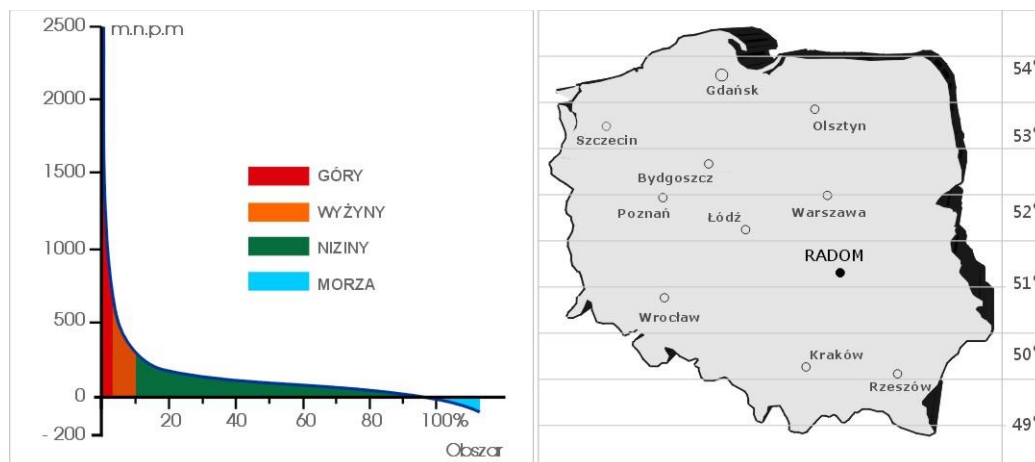 2500
m.n.p.m
2000
1500
1000
500
0
- 200
GÓRY
WYŻYNY
NIZINY
MORZA
20 40 60 80 100%
Obszar
54°
53°
52°
51°
50°
49°
Gdańsk
Olsztyn
Szczecin
Bydgoszcz
Poznań
Łódź
Warszawa
RADOM
Wrocław
Kraków
Rzeszów